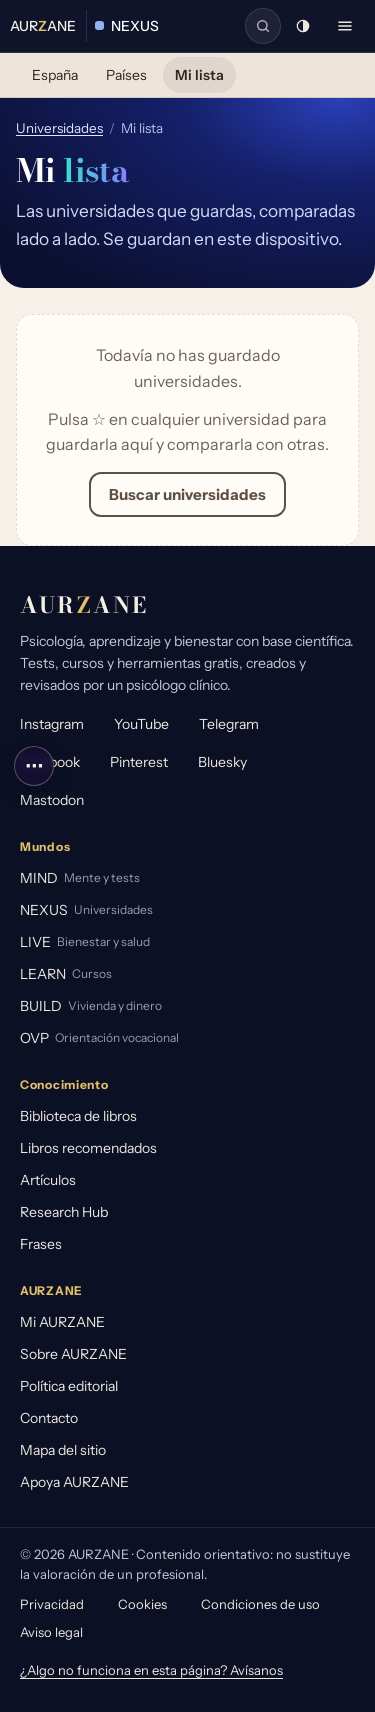 AURZANE NEXUS
España Países Mi lista
Universidades / Mi lista
Mi lista
Las universidades que guardas, comparadas
lado a lado. Se guardan en este dispositivo.
Todavía no has guardado
universidades.
Pulsa ☆ en cualquier universidad para
guardarla aquí y compararla con otras.
Buscar universidades
AURZANE
Psicología, aprendizaje y bienestar con base científica.
Tests, cursos y herramientas gratis, creados y
revisados por un psicólogo clínico.
Instagram YouTube Telegram
Pinterest Bluesky
Mastodon
Mundos
MIND Mente y tests
NEXUS Universidades
LIVE Bienestar y salud
LEARN Cursos
BUILD Vivienda y dinero
OVP Orientación vocacional
Conocimiento
Biblioteca de libros
Libros recomendados
Artículos
Research Hub
Frases
AURZANE
Mi AURZANE
Sobre AURZANE
Política editorial
Contacto
Mapa del sitio
Apoya AURZANE
© 2026 AURZANE · Contenido orientativo: no sustituye
la valoración de un profesional.
Privacidad Cookies Condiciones de uso
Aviso legal
¿Algo no funciona en esta página? Avísanos